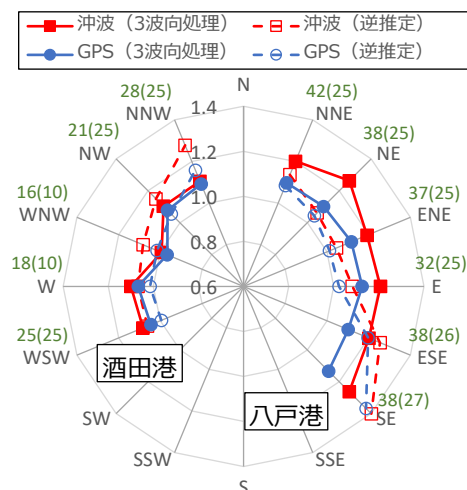 沖波（3波向処理） 沖波（逆推定）
GPS（3波向処理） GPS（逆推定）
N
28(25)
NNW
1.4
42(25)
NNE
21(25)
NW
1.2
38(25)
NE
16(10)
WNW
1.0
37(25)
ENE
0.8
18(10)
W
0.6
32(25)
E
25(25)
WSW
38(26)
ESE
酒田港
八戸港
38(27)
SE
SW
SSW
SSE
S